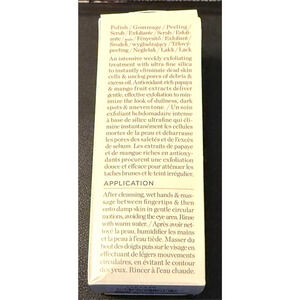 Polish / Gommage / Peeling /
Scrub / Exfoliante / Scrub / Exfoli-
ante / Fényesítő / Exfoliant /
Środek wygładzający / Tělový
peeling / Neglelak / Lakk / Lack
An intensive weekly exfoliating
treatment with ultra fine silica
to instantly eliminate dead skin
cells & unclog pores of debris &
excess oil. Antioxidant rich papaya
& mango fruit extracts deliver
gentle, effective exfoliation to min-
imize the look of dullness, dark
spots & uneven tone. / Un soin
exfoliant hebdomadaire intense
à base de silice ultrafine qui élim-
ine instantanément les cellules
mortes de la peau et débarrasse
les pores des saletés et de l'excès
de sébum. Les extraits de papaye
et de mangue riches en antioxy-
dants procurent une exfoliation
douce et efficace pour atténuer les
taches brunes et le teint irrégulier.
APPLICATION
After cleansing, wet hands & mas-
sage between fingertips & then
onto damp skin in gentle circular
motions, avoiding the eye area. Rinse
with warm water. / Après avoir net-
toyé la peau, humidifier les mains
et la peau à l'eau tiède. Masser du
bout des doigts puis sur le visage en
effectuant de légers mouvements
circulaires, en évitant le contour
des yeux. Rincer à l'eau chaude.